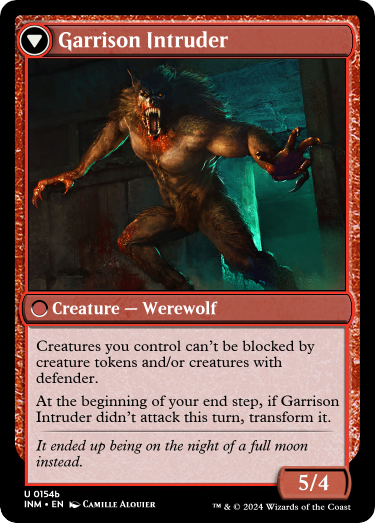 Garrison Intruder
Creature — Werewolf
Creatures you control can't be blocked by
creature tokens and/or creatures with
defender.
At the beginning of your end step, if Garrison
Intruder didn't attack this turn, transform it.
It ended up being on the night of a full moon
instead.
5/4
U 0154b
INM • EN Camille Alquier
™ & © 2024 Wizards of the Coast